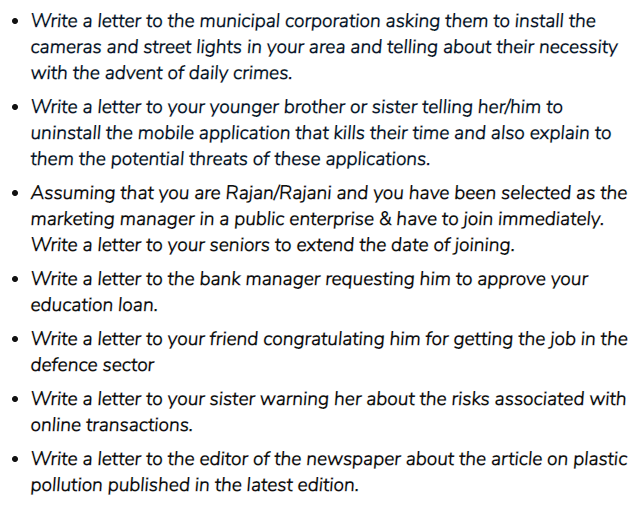 • Write a letter to the municipal corporation asking them to install the
cameras and street lights in your area and telling about their necessity
with the advent of daily crimes.
• Write a letter to your younger brother or sister telling her/him to
uninstall the mobile application that kills their time and also explain to
them the potential threats of these applications.
• Assuming that you are Rajan/Rajani and you have been selected as the
marketing manager in a public enterprise & have to join immediately.
Write a letter to your seniors to extend the date of joining.
• Write a letter to the bank manager requesting him to approve your
education loan.
• Write a letter to your friend congratulating him for getting the job in the
defence sector
• Write a letter to your sister warning her about the risks associated with
online transactions.
• Write a letter to the editor of the newspaper about the article on plastic
pollution published in the latest edition.